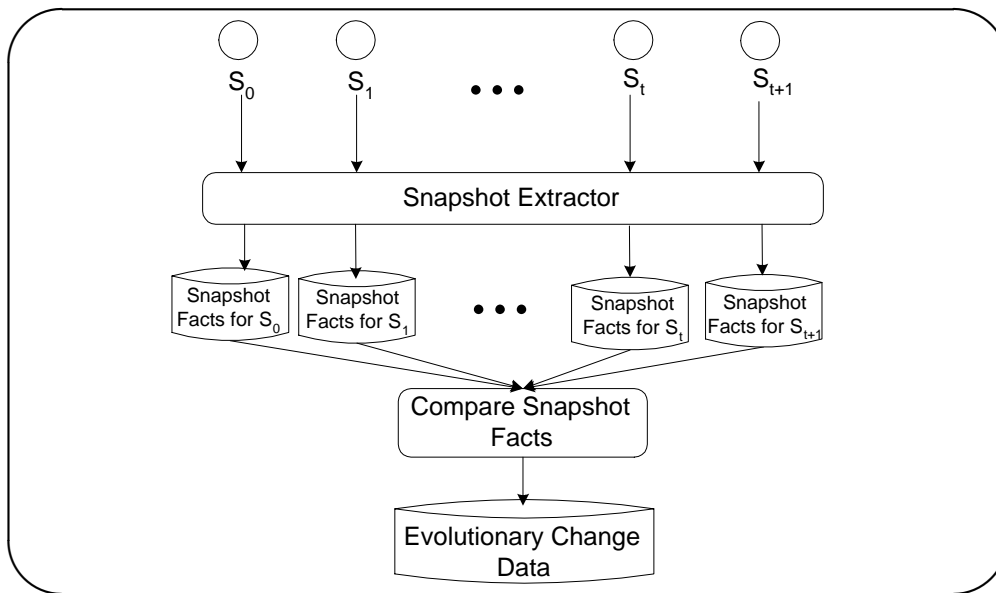 S₀ S₁ • • • Sₜ Sₜ₊₁
Snapshot Extractor
Snapshot
Facts for S₀
Snapshot
Facts for S₁
• • •
Snapshot
Facts for Sₜ
Snapshot
Facts for Sₜ₊₁
Compare Snapshot
Facts
Evolutionary Change
Data